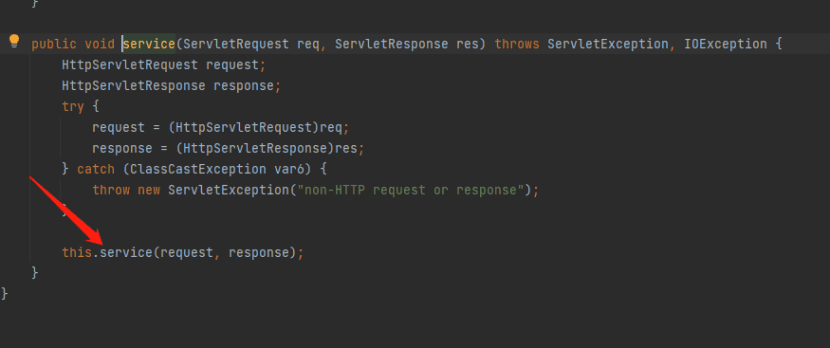 }
public void service(ServletRequest req, ServletResponse res) throws ServletException, IOException {
HttpServletRequest request;
HttpServletResponse response;
try {
request = (HttpServletRequest)req;
response = (HttpServletResponse)res;
} catch (ClassCastException var6) {
throw new ServletException("non-HTTP request or response");
}
this.service(request, response);
}
}